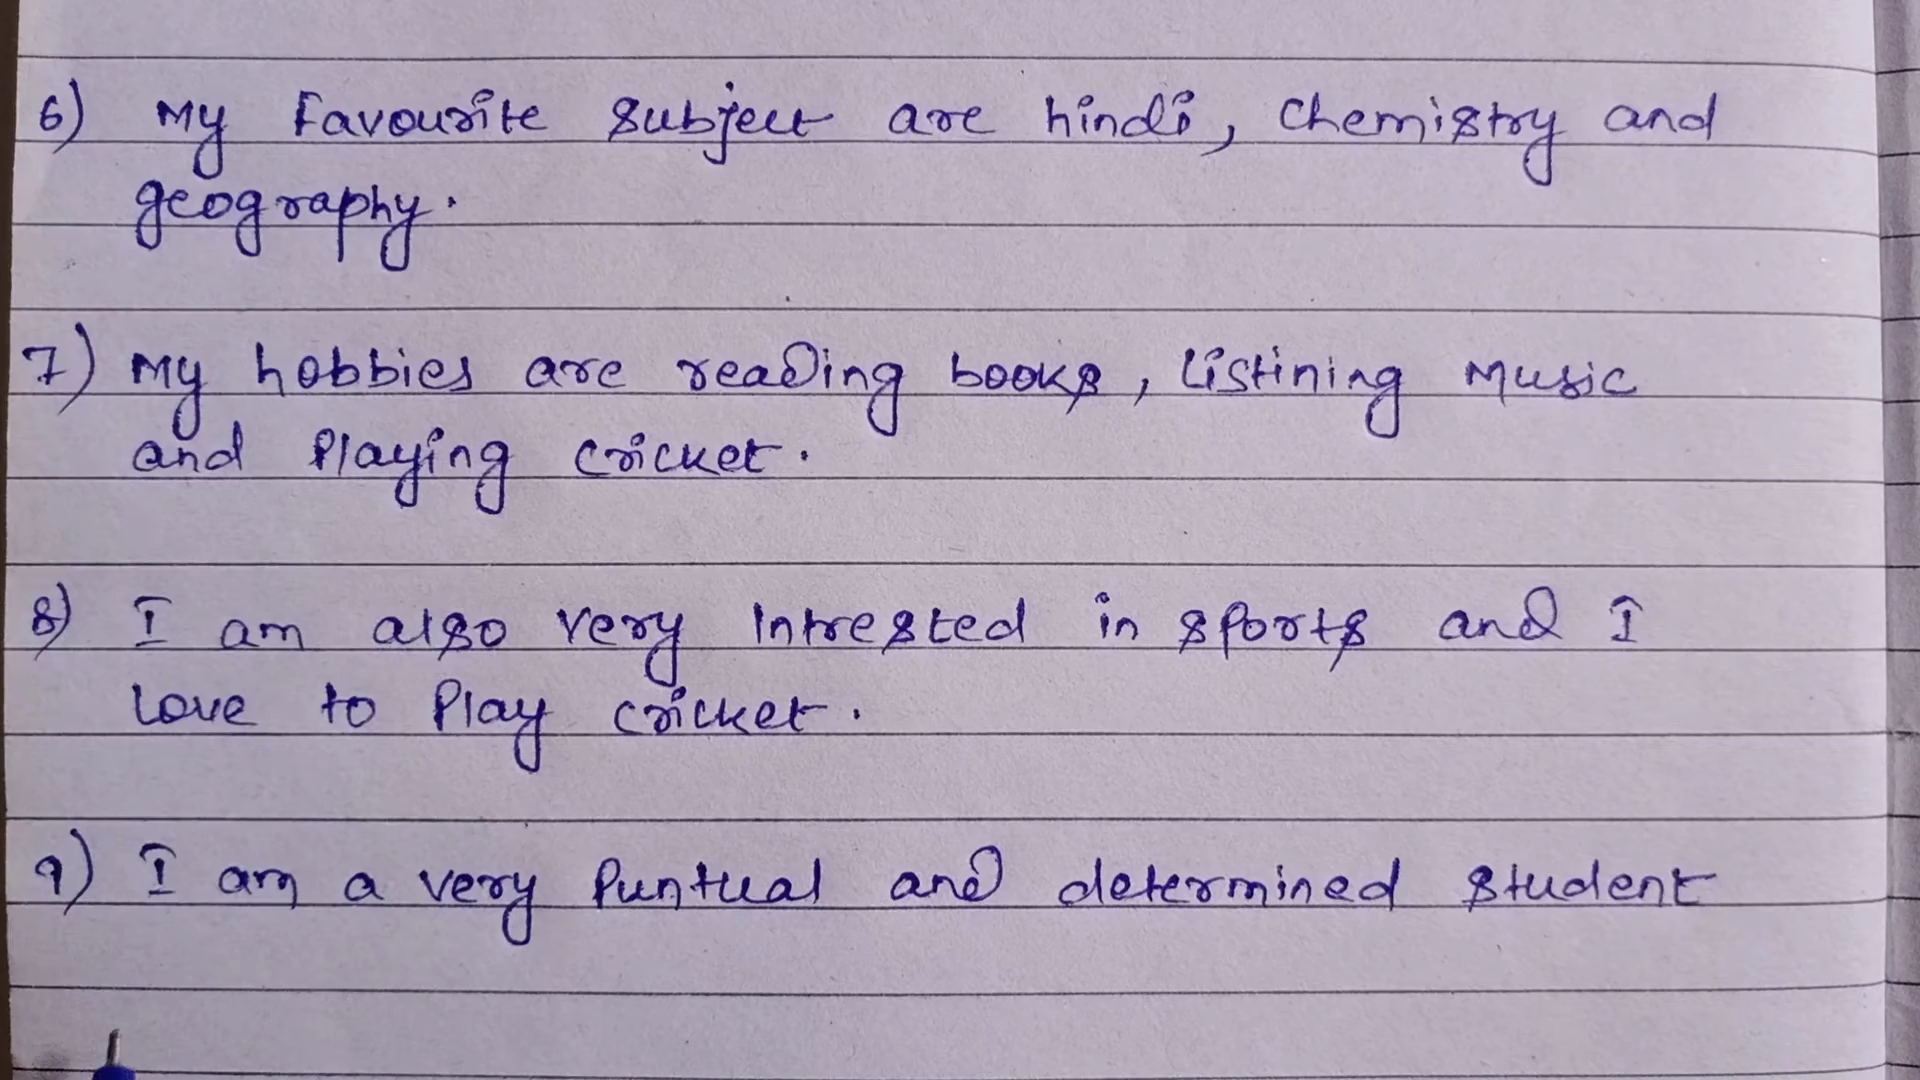 6) My Favourite subject are hindi, chemistry and
geography.
7) My hobbies are reading books, Listining Music
and Playing cricket.
8) I am also very Intrested in sports and I
Love to Play cricket.
9) I am a very Puntual and determined student